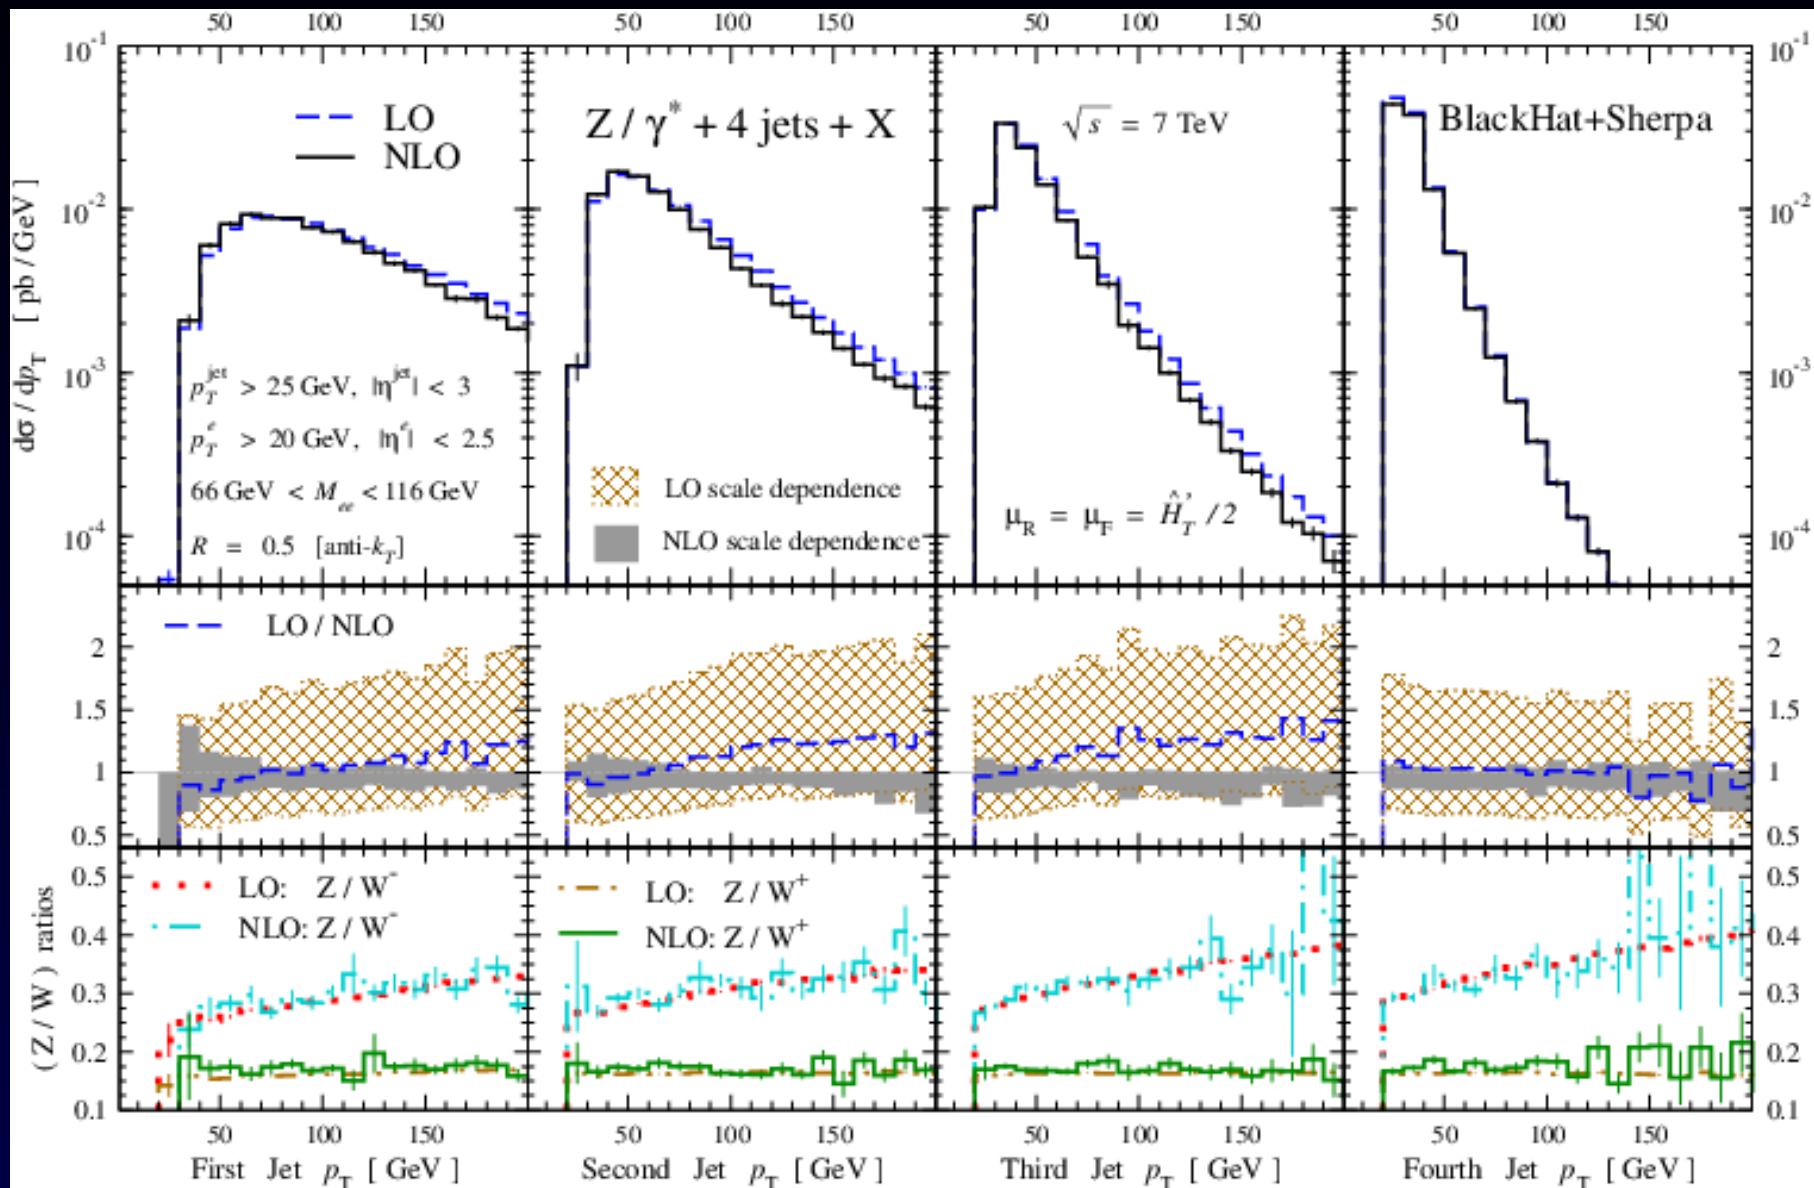 50 100 150 50 100 150 50 100 150 50 100 150
10^-1 10^-1
LO
NLO
Z / γ* + 4 jets + X
√s = 7 TeV
BlackHat+Sherpa
10^-2 10^-2
dσ / dp_T [ pb / GeV ]
10^-3 10^-3
p_T^jet > 25 GeV, |η^jet| < 3
p_T^e > 20 GeV, |η^e| < 2.5
66 GeV < M_ee < 116 GeV
R = 0.5 [anti-k_T]
LO scale dependence
NLO scale dependence
μ_R = μ_F = Ĥ_T' / 2
10^-4 10^-4
LO / NLO
2 2
1.5 1.5
1 1
0.5 0.5
(Z / W) ratios
0.5 0.5
LO: Z / W^-
NLO: Z / W^-
LO: Z / W^+
NLO: Z / W^+
0.4 0.4
0.3 0.3
0.2 0.2
0.1 0.1
50 100 150 50 100 150 50 100 150 50 100 150
First Jet p_T [ GeV ]
Second Jet p_T [ GeV ]
Third Jet p_T [ GeV ]
Fourth Jet p_T [ GeV ]